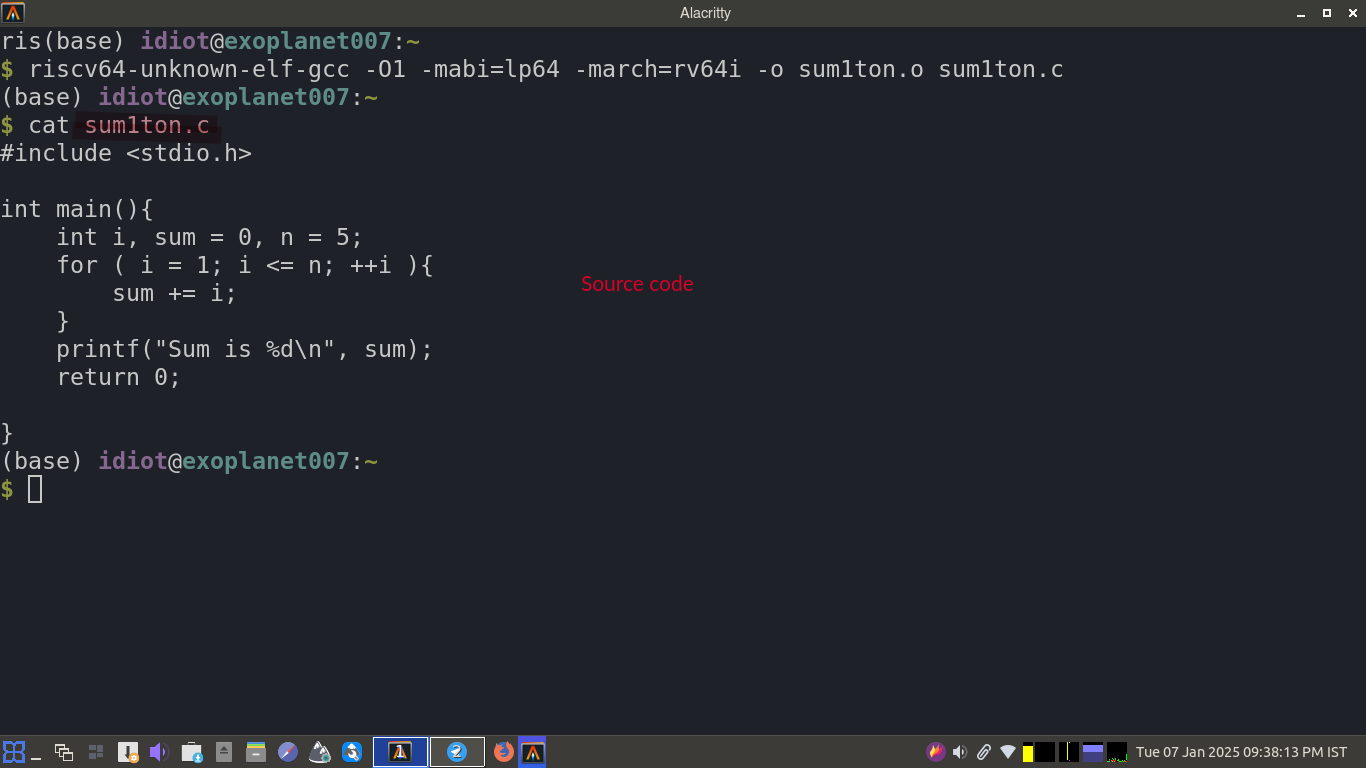 Alacritty
ris(base) idiot@exoplanet007:~
$ riscv64-unknown-elf-gcc -O1 -mabi=lp64 -march=rv64i -o sum1ton.o sum1ton.c
(base) idiot@exoplanet007:~
$ cat sum1ton.c
#include <stdio.h>
int main(){
    int i, sum = 0, n = 5;
    for ( i = 1; i <= n; ++i ){
        sum += i;
    }
    printf("Sum is %d\n", sum);
    return 0;
}
Source code
(base) idiot@exoplanet007:~
$
1
2
Tue 07 Jan 2025 09:38:13 PM IST